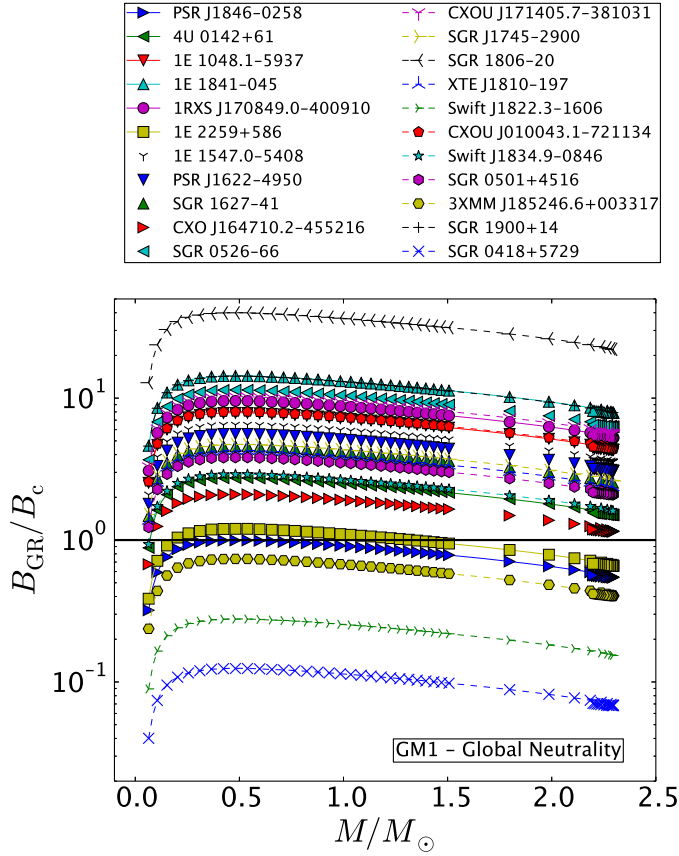 PSR J1846−0258
4U 0142+61
1E 1048.1−5937
1E 1841−045
1RXS J170849.0−400910
1E 2259+586
1E 1547.0−5408
PSR J1622−4950
SGR 1627−41
CXO J164710.2−455216
SGR 0526−66
CXOU J171405.7−381031
SGR J1745−2900
SGR 1806−20
XTE J1810−197
Swift J1822.3−1606
CXOU J010043.1−721134
Swift J1834.9−0846
SGR 0501+4516
3XMM J185246.6+003317
SGR 1900+14
SGR 0418+5729
10^1
10^0
10^{-1}
B_GR/B_c
GM1 – Global Neutrality
0.0 0.5 1.0 1.5 2.0 2.5
M/M_⊙